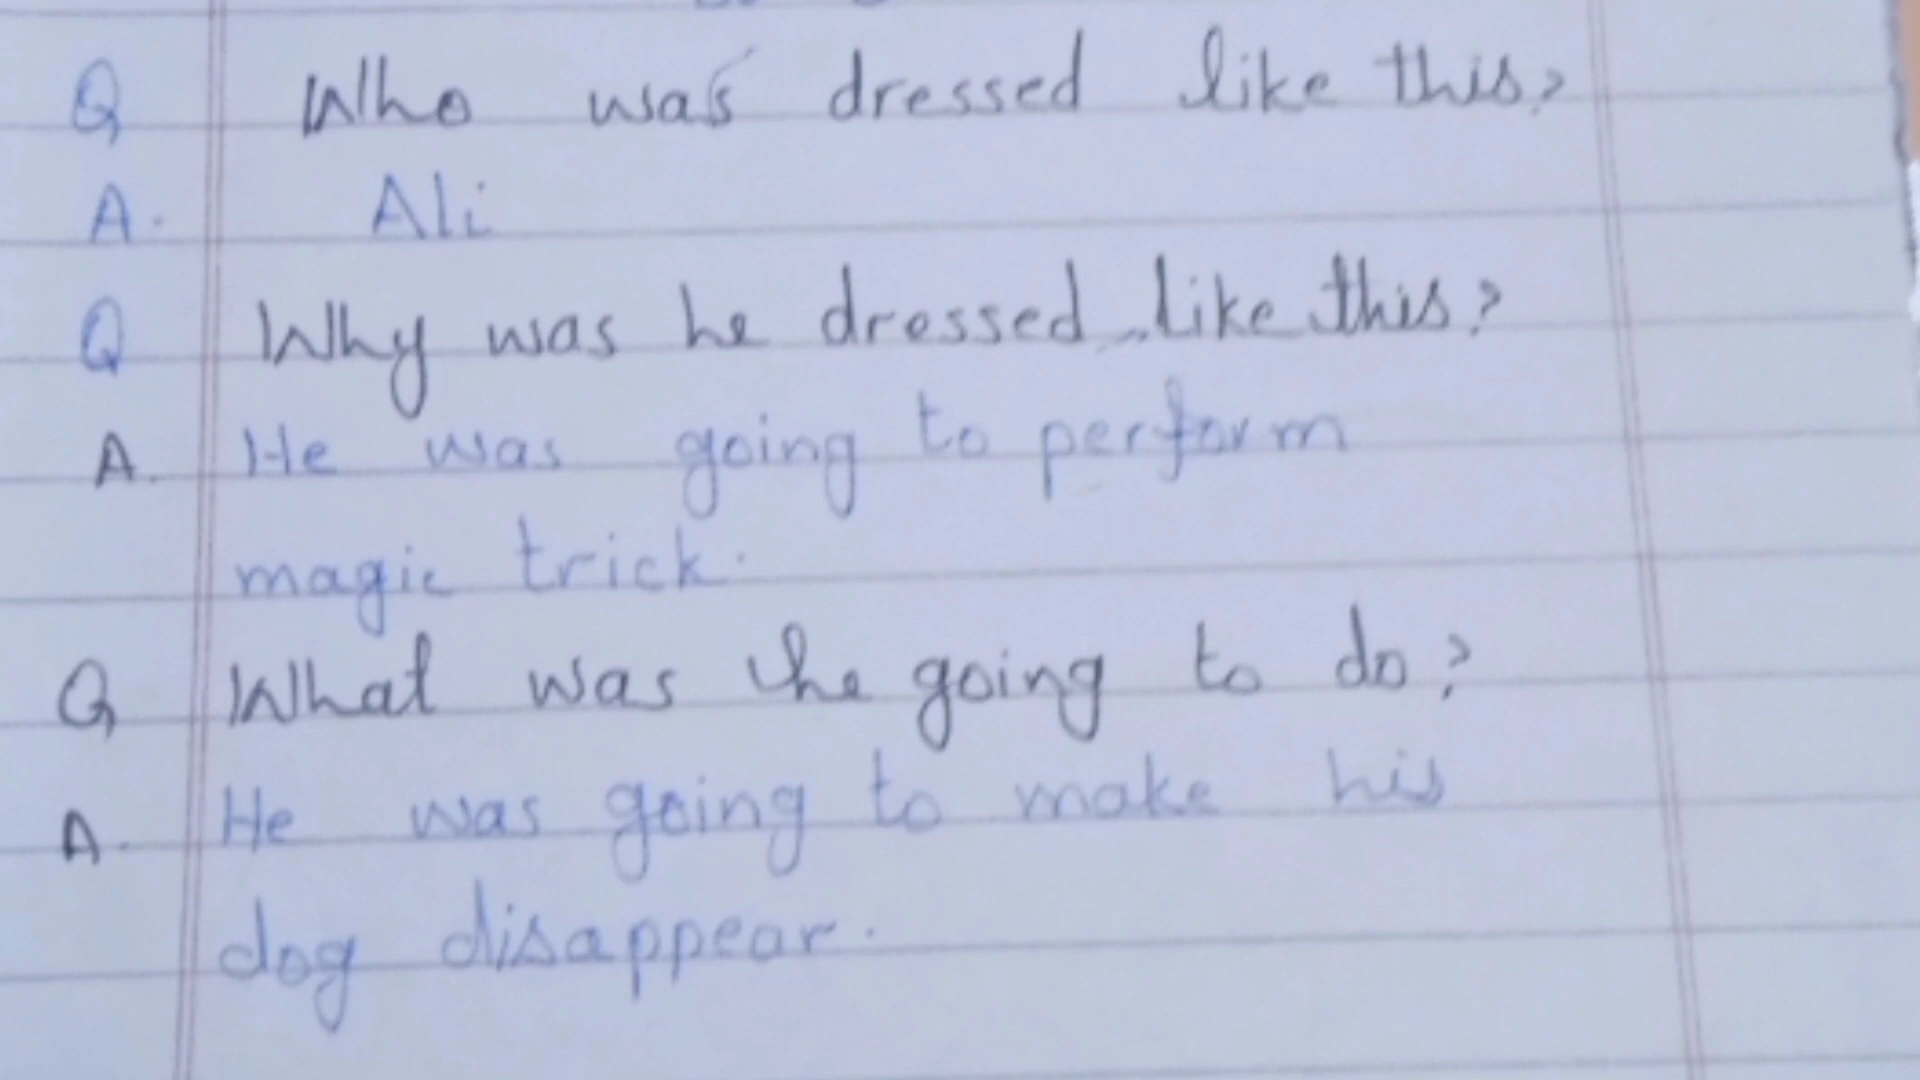 Q Who was dressed like this?
A. Ali
Q Why was he dressed like this?
A. He was going to perform
magic trick.
Q What was he going to do?
A. He was going to make his
dog disappear.